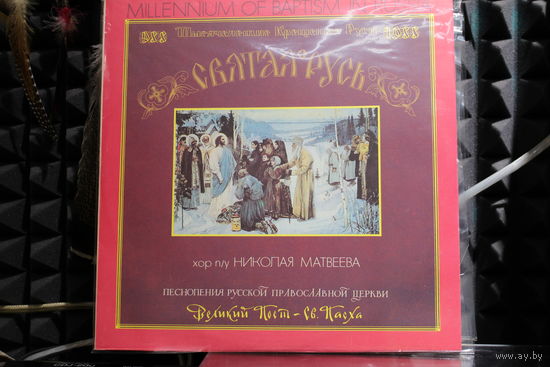 MILLENNIUM OF BAPTISM IN
988 Тысячелетие Крещения Руси 1988
СВЯТАЯ РУСЬ
хор п/у НИКОЛАЯ МАТВЕЕВА
ПЕСНОПЕНИЯ РУССКОЙ ПРАВОСЛАВНОЙ ЦЕРКВИ
Великий Пост – Св. Пасха
www.ay.by